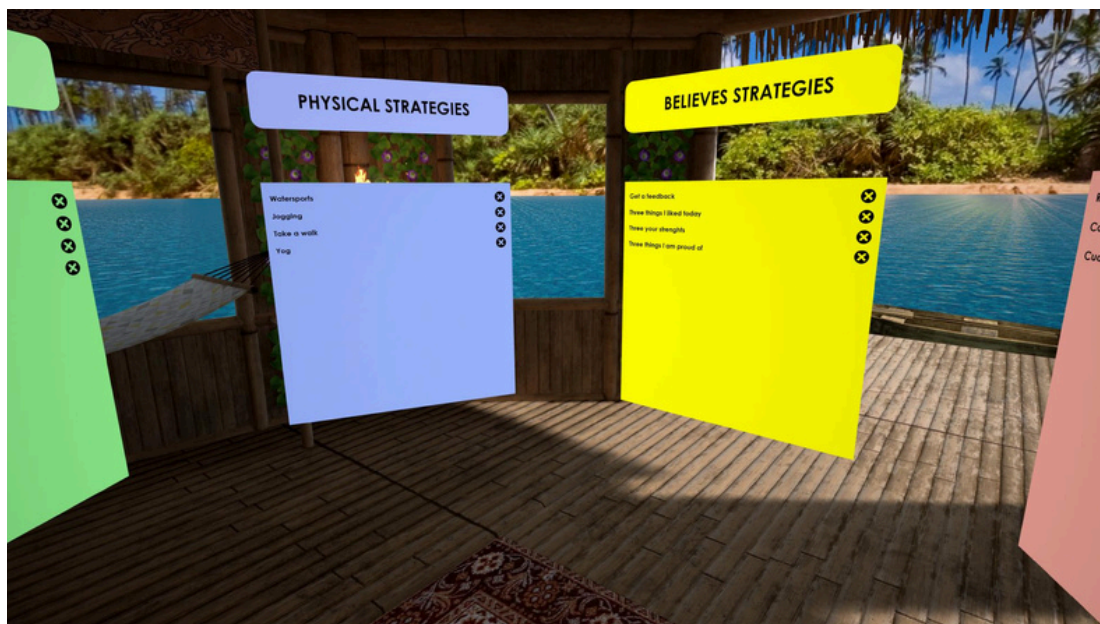 PHYSICAL STRATEGIES
Watersports
Jogging
Take a walk
Yog
BELIEVES STRATEGIES
Get a feedback
Three things I liked today
Three your strenghts
Three things I am proud of